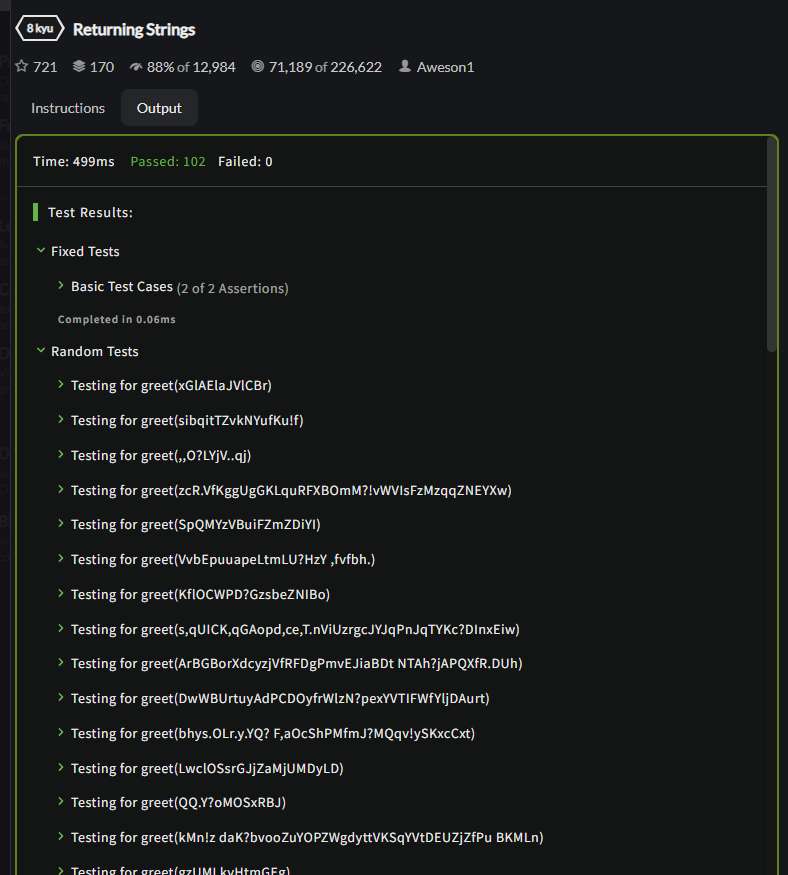 8 kyu Returning Strings
721 170 88% of 12,984 71,189 of 226,622 Aweson1
Instructions Output
Time: 499ms Passed: 102 Failed: 0
Test Results:
Fixed Tests
Basic Test Cases (2 of 2 Assertions)
Completed in 0.06ms
Random Tests
Testing for greet(xGlAElaJVlCBr)
Testing for greet(sibqitTZvkNYufKu!f)
Testing for greet(,,O?LYjV..qj)
Testing for greet(zcR.VfKggUgGKLquRFXBOmM?!vWVIsFzMzqqZNEYXw)
Testing for greet(SpQMYzVBuiFZmZDiYI)
Testing for greet(VvbEpuuapeLtmLU?HzY ,fvfbh.)
Testing for greet(KflOCWPD?GzsbeZNIBo)
Testing for greet(s,qUICK,qGAopd,ce,T.nViUzrgcJYJqPnJqTYKc?DInxEiw)
Testing for greet(ArBGBorXdcyzjVfRFDgPmvEJiaBDt NTAh?jAPQXfR.DUh)
Testing for greet(DwWBUrtuyAdPCDOyfrWlzN?pexYVTIFWfYljDAurt)
Testing for greet(bhys.OLr.y.YQ? F,aOcShPMfmJ?MQqv!ySKxcCxt)
Testing for greet(LwclOSsrGJjZaMjUMDyLD)
Testing for greet(QQ.Y?oMOSxRBJ)
Testing for greet(kMn!z daK?bvooZuYOPZWgdyttVKSqYVtDEUZjZfPu BKMLn)
Testing for